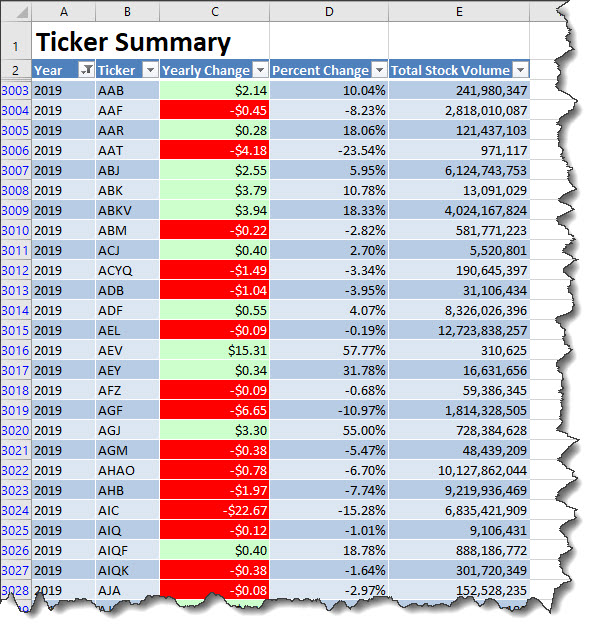 A B C D E
1 Ticker Summary
2 Year Ticker Yearly Change Percent Change Total Stock Volume
3003 2019 AAB $2.14 10.04% 241,980,347
3004 2019 AAF -$0.45 -8.23% 2,818,010,087
3005 2019 AAR $0.28 18.06% 121,437,103
3006 2019 AAT -$4.18 -23.54% 971,117
3007 2019 ABJ $2.55 5.95% 6,124,743,753
3008 2019 ABK $3.79 10.78% 13,091,029
3009 2019 ABKV $3.94 18.33% 4,024,167,824
3010 2019 ABM -$0.22 -2.82% 581,771,223
3011 2019 ACJ $0.40 2.70% 5,520,801
3012 2019 ACYQ -$1.49 -3.34% 190,645,397
3013 2019 ADB -$1.04 -3.95% 31,106,434
3014 2019 ADF $0.55 4.07% 8,326,026,396
3015 2019 AEL -$0.09 -0.19% 12,723,838,257
3016 2019 AEV $15.31 57.77% 310,625
3017 2019 AEY $0.34 31.78% 16,631,656
3018 2019 AFZ -$0.09 -0.68% 59,386,345
3019 2019 AGF -$6.65 -10.97% 1,814,328,505
3020 2019 AGJ $3.30 55.00% 728,384,628
3021 2019 AGM -$0.38 -5.47% 48,439,209
3022 2019 AHAO -$0.78 -6.70% 10,127,862,044
3023 2019 AHB -$1.97 -7.74% 9,219,936,469
3024 2019 AIC -$22.67 -15.28% 6,835,421,909
3025 2019 AIQ -$0.12 -1.01% 9,106,431
3026 2019 AIQF $0.40 18.78% 888,186,772
3027 2019 AIQK -$0.38 -1.64% 301,720,349
3028 2019 AJA -$0.08 -2.97% 152,528,235